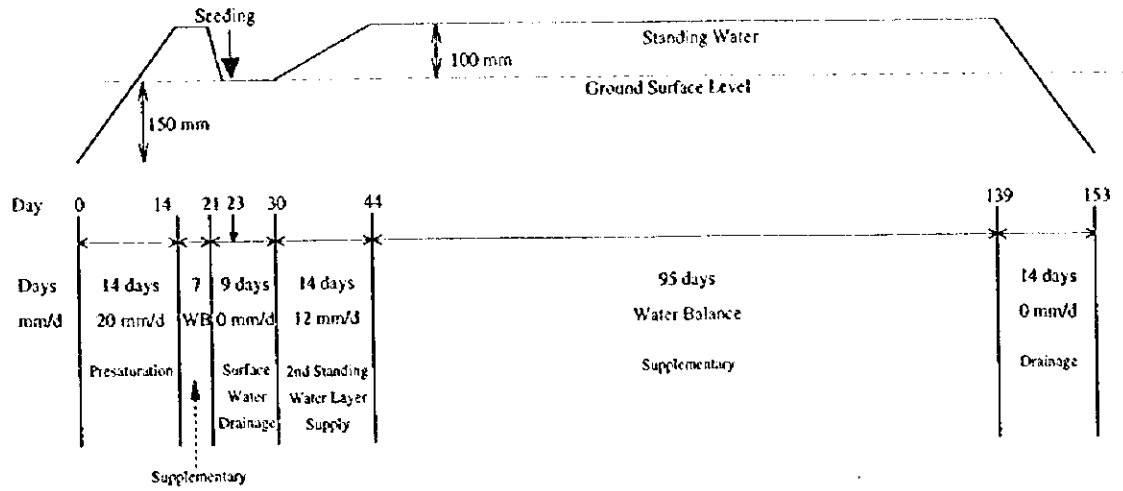 Seeding
100 mm
Standing Water
Ground Surface Level
150 mm
Day 0 14 21 23 30 44 139 153
Days 14 days 7 9 days 14 days 95 days 14 days
mm/d 20 mm/d WB 0 mm/d 12 mm/d Water Balance 0 mm/d
Presaturation Surface 2nd Standing Supplementary Drainage
Water Water Layer
Drainage Supply
Supplementary